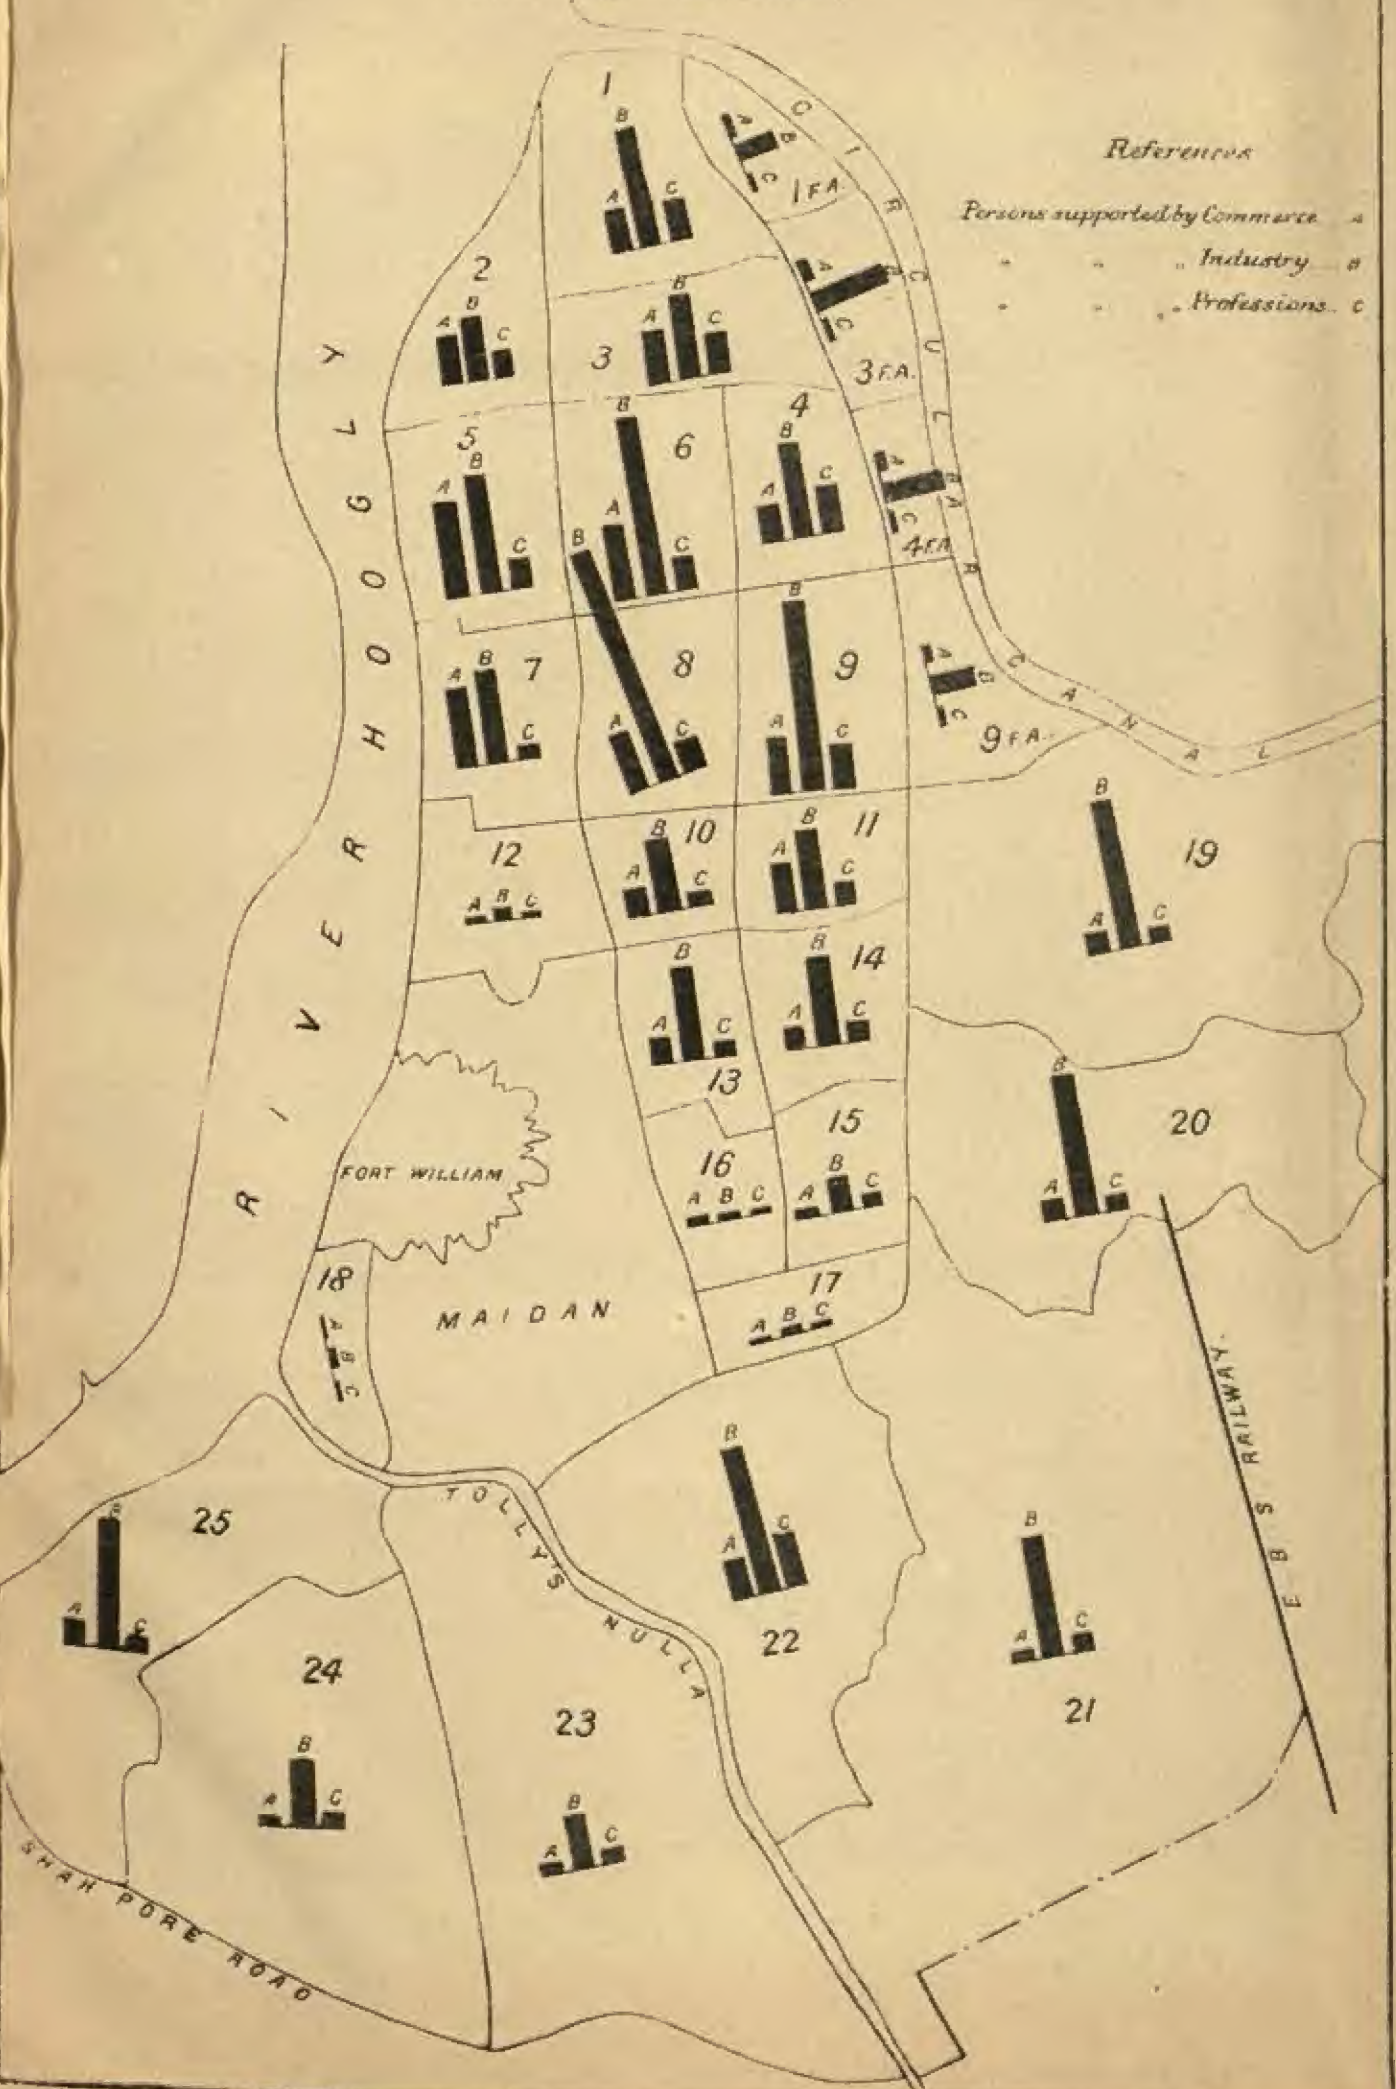 References
Persons supported by Commerce A
" " " Industry B
" " " Professions C
1
A B C
1 F.A.
A B C
2
A B C
3
A B C
3 F.A.
A B C
4
A B C
4 F.A.
A B C
5
A B C
6
A B C
7
A B C
8
A B C
9
A B C
9 F.A.
A C
10
A B C
11
A B C
12
A B C
13
A B C
14
A B C
15
A B C
16
A B C
17
A B C
18
A B C
19
A B C
20
A B C
21
A B C
22
A B C
23
A B C
24
A B C
25
A B C
RIVER HOOGLY
CIRCULAR CANAL
FORT WILLIAM
MAIDAN
TOLLY'S NULLA
E B S RAILWAY.
SHAH PORE ROAD